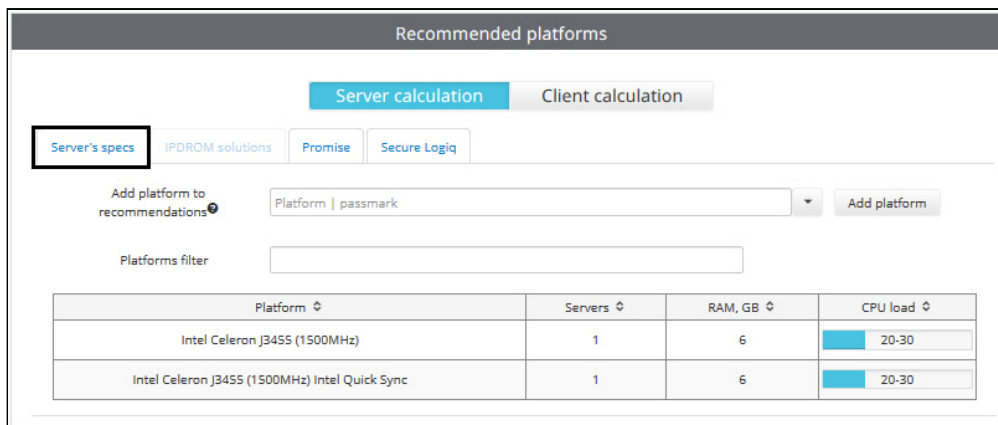 Recommended platforms
Server calculation Client calculation
Server's specs IPDROM solutions Promise Secure Logiq
Add platform to recommendations? Platform | passmark Add platform
Platforms filter
Platform Servers RAM, GB CPU load
Intel Celeron J3455 (1500MHz) 1 6 20-30
Intel Celeron J3455 (1500MHz) Intel Quick Sync 1 6 20-30